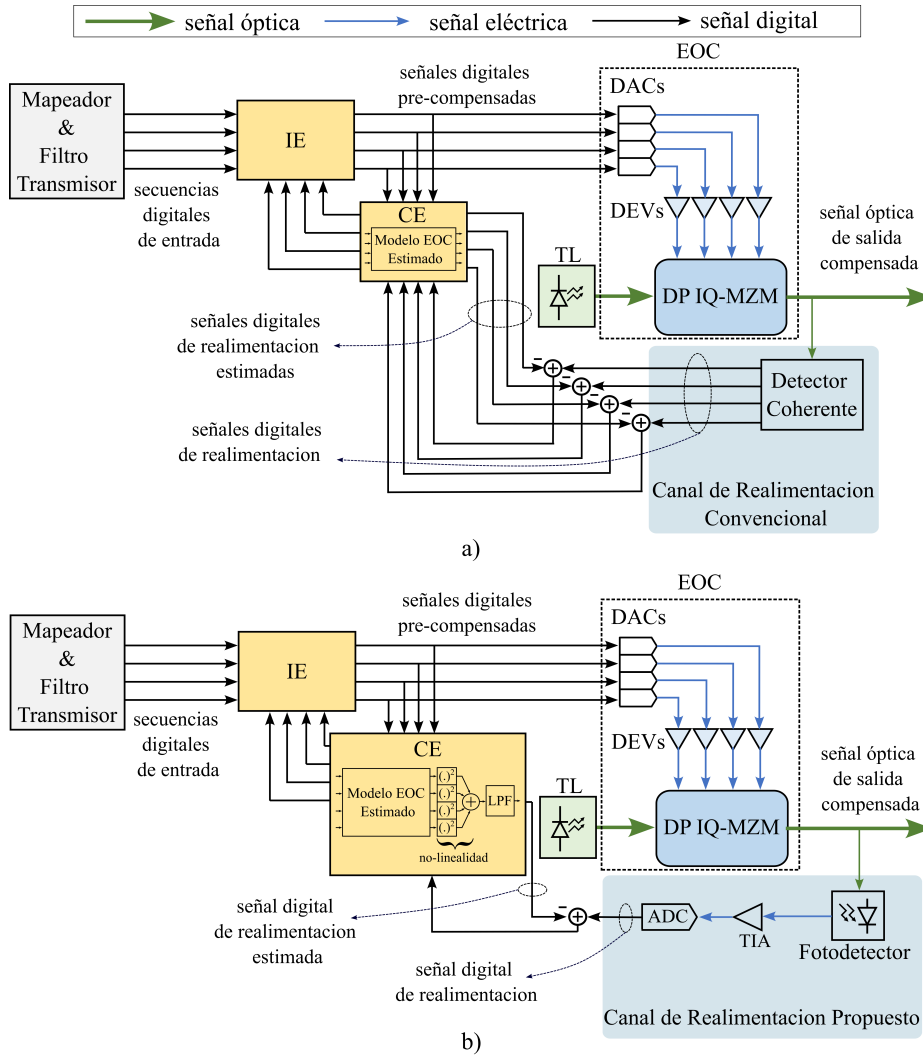 señal óptica
señal eléctrica
señal digital
EOC
Mapeador
&
Filtro
Transmisor
IE
señales digitales
pre-compensadas
DACs
secuencias
digitales
de entrada
CE
Modelo EOC
Estimado
DEVs
TL
DP IQ-MZM
señal óptica
de salida
compensada
señales digitales
de realimentacion
estimadas
señales digitales
de realimentacion
−
+
−
+
−
+
−
+
Detector
Coherente
Canal de Realimentacion
Convencional
a)
EOC
Mapeador
&
Filtro
Transmisor
IE
señales digitales
pre-compensadas
DACs
secuencias
digitales
de entrada
CE
Modelo EOC
Estimado
(.)²
(.)²
(.)²
(.)²
+
LPF
no-linealidad
DEVs
TL
DP IQ-MZM
señal óptica
de salida
compensada
señal digital
de realimentacion
estimada
−
+
ADC
TIA
Fotodetector
señal digital
de realimentacion
Canal de Realimentacion Propuesto
b)